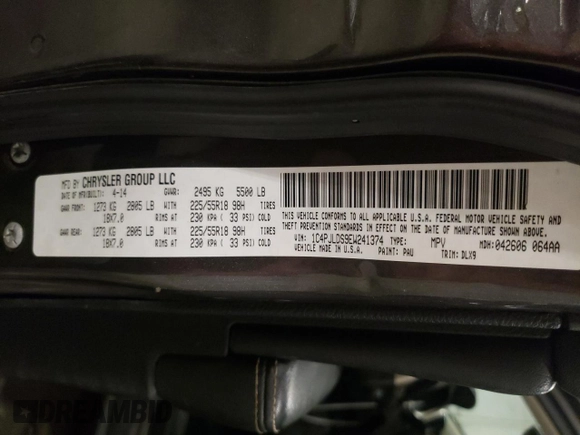 MFD BY CHRYSLER GROUP LLC
DATE OF MFD(BUILT): 4-14 GVWR: 2495 KG 5500 LB
GAWR FRONT: 1273 KG 2805 LB WITH 225/55R18 98H
18X7.0 RIMS AT 230 KPA ( 33 PSI) COLD
GAWR REAR: 1273 KG 2805 LB WITH 225/55R18 98H
18X7.0 RIMS AT 230 KPA ( 33 PSI) COLD
THIS VEHICLE CONFORMS TO ALL APPLICABLE U.S.A. FEDERAL MOTOR VEHICLE SAFETY AND
THEFT PREVENTION STANDARDS IN EFFECT ON THE DATE OF MANUFACTURE SHOWN ABOVE.
VIN: 1C4PJLDS9EW241374 TYPE: MPV MDH: 042606 064AA
VEHICLE MADE IN U.S.A. PAINT: PAU TRIM: DLX9
DREAMBID